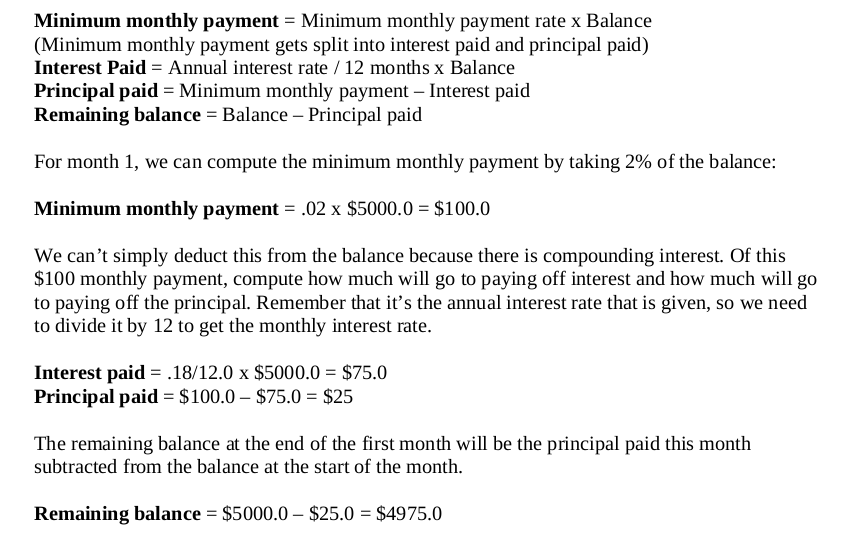 Minimum monthly payment = Minimum monthly payment rate x Balance
(Minimum monthly payment gets split into interest paid and principal paid)
Interest Paid = Annual interest rate / 12 months x Balance
Principal paid = Minimum monthly payment – Interest paid
Remaining balance = Balance – Principal paid
For month 1, we can compute the minimum monthly payment by taking 2% of the balance:
Minimum monthly payment = .02 x $5000.0 = $100.0
We can’t simply deduct this from the balance because there is compounding interest. Of this
$100 monthly payment, compute how much will go to paying off interest and how much will go
to paying off the principal. Remember that it’s the annual interest rate that is given, so we need
to divide it by 12 to get the monthly interest rate.
Interest paid = .18/12.0 x $5000.0 = $75.0
Principal paid = $100.0 – $75.0 = $25
The remaining balance at the end of the first month will be the principal paid this month
subtracted from the balance at the start of the month.
Remaining balance = $5000.0 – $25.0 = $4975.0